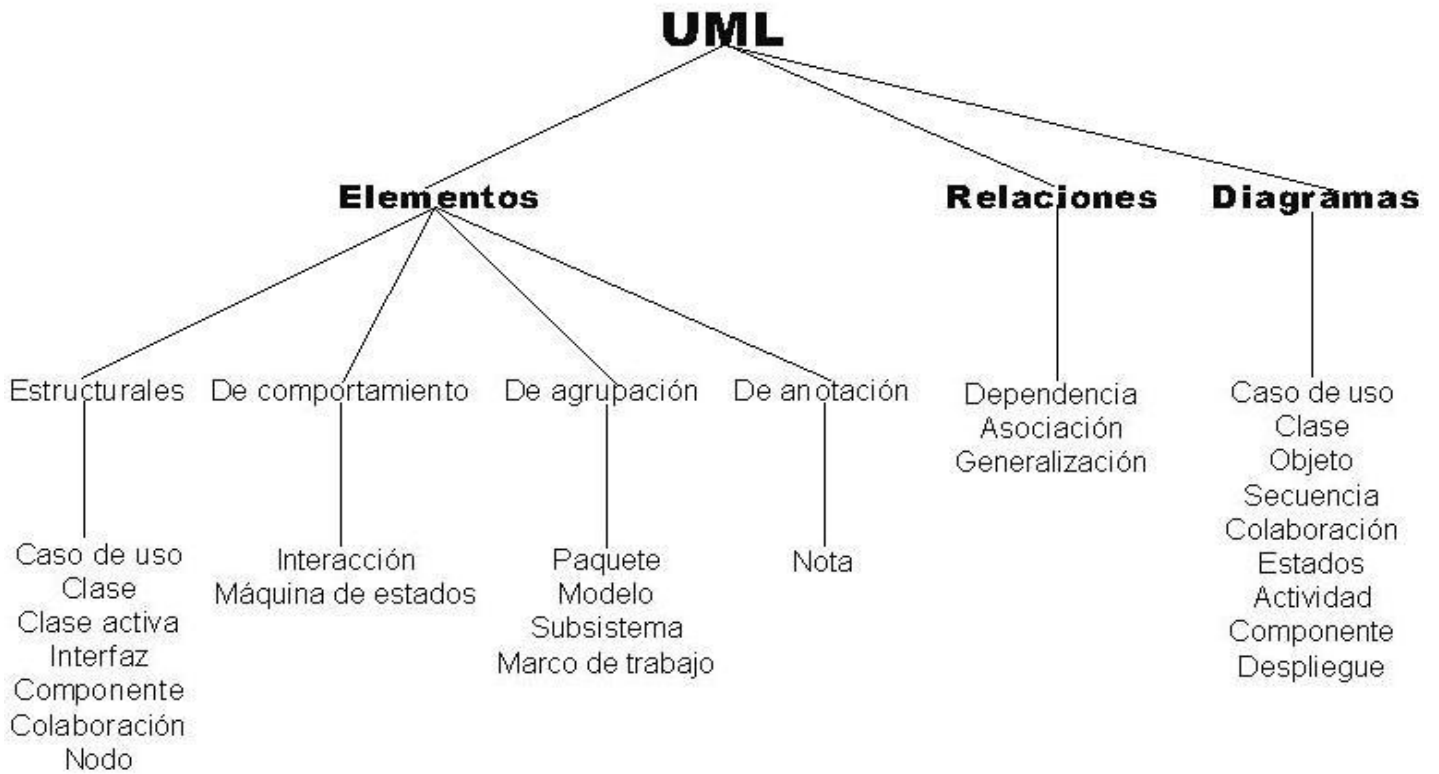 UML
Elementos
Relaciones
Diagramas
Estructurales
De comportamiento
De agrupación
De anotación
Dependencia
Asociación
Generalización
Caso de uso
Clase
Objeto
Secuencia
Colaboración
Estados
Actividad
Componente
Despliegue
Caso de uso
Clase
Clase activa
Interfaz
Componente
Colaboración
Nodo
Interacción
Máquina de estados
Paquete
Modelo
Subsistema
Marco de trabajo
Nota